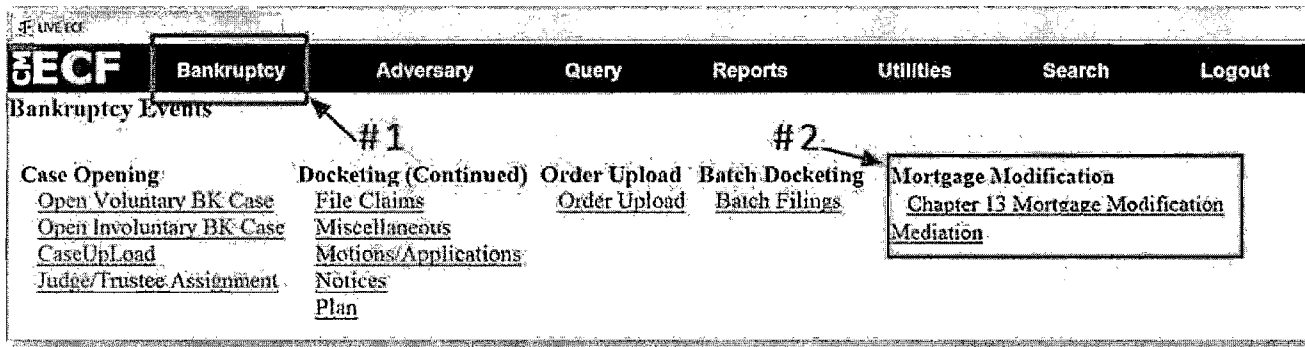 LIVE ECF
CM ECF Bankruptcy Adversary Query Reports Utilities Search Logout
Bankruptcy Events
#1
#2
Case Opening
Open Voluntary BK Case
Open Involuntary BK Case
CaseUpLoad
Judge/Trustee Assignment
Docketing (Continued)
File Claims
Miscellaneous
Motions/Applications
Notices
Plan
Order Upload
Order Upload
Batch Docketing
Batch Filings
Mortgage Modification
Chapter 13 Mortgage Modification
Mediation